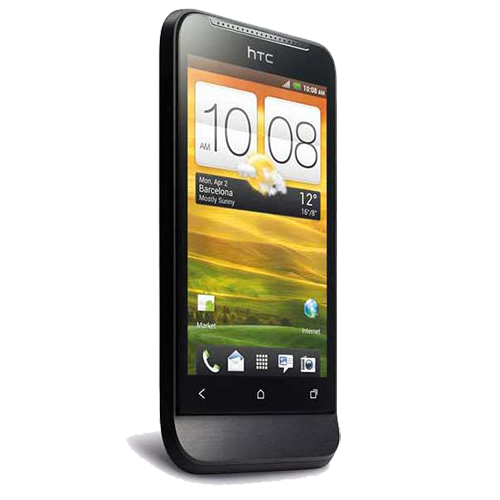 hTC
10:08 AM
10 08
AM
Mon, Apr 2
Barcelona
Mostly Sunny
12°
16°/8°
Market
Internet